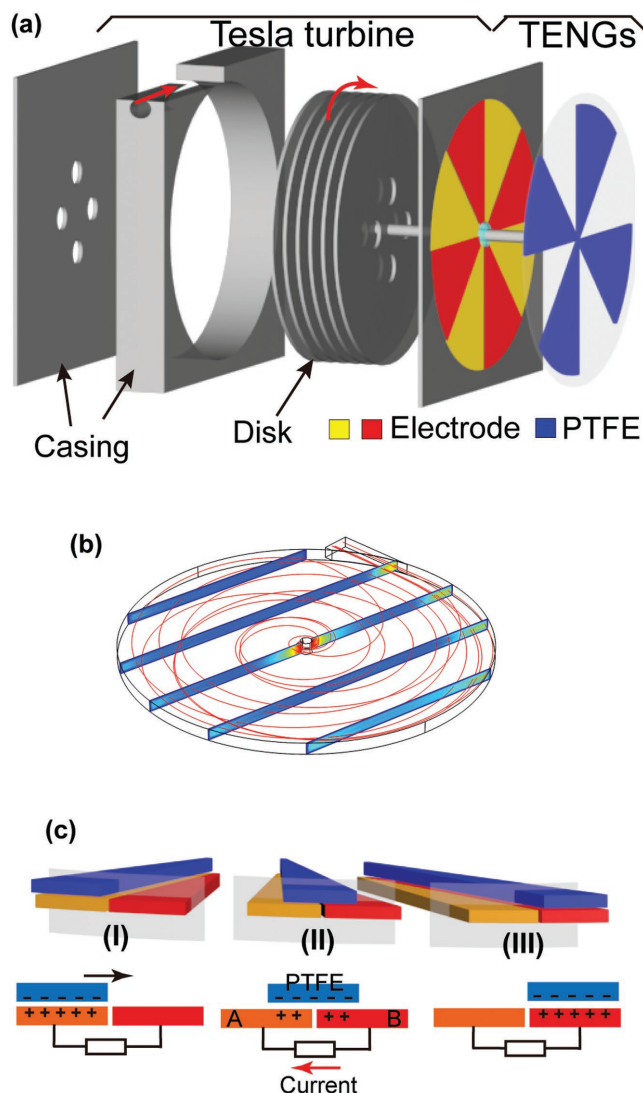 (a)
Tesla turbine TENGs
Casing
Disk
Electrode PTFE
(b)
(c)
(I) (II) (III)
- - - - -
+ + + + +
PTFE
- - - - -
A + + + + B
- - - - -
+ + + + +
Current